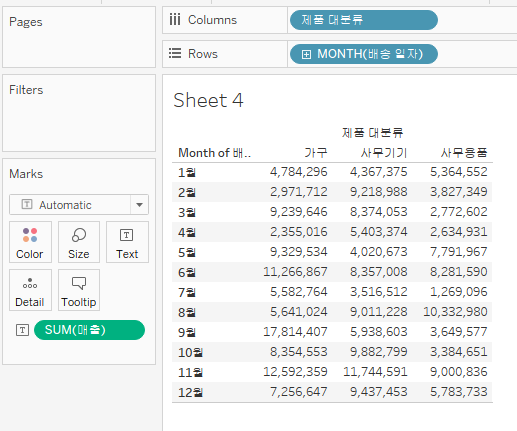 Pages
Columns 제품 대분류
Rows MONTH(배송 일자)
Filters
Sheet 4
제품 대분류
Month of 배.. 가구 사무기기 사무용품
1월 4,784,296 4,367,375 5,364,552
2월 2,971,712 9,218,988 3,827,349
3월 9,239,646 8,374,053 2,772,602
4월 2,355,016 5,403,374 2,634,931
5월 9,329,534 4,020,673 7,791,967
6월 11,266,867 8,357,008 8,281,590
7월 5,582,764 3,516,512 1,269,096
8월 5,641,024 9,011,228 10,332,980
9월 17,814,407 5,938,603 3,649,577
10월 8,354,553 9,882,799 3,384,651
11월 12,592,359 11,744,591 9,000,836
12월 7,256,647 9,437,453 5,783,733
Marks
T Automatic
Color Size Text
Detail Tooltip
T SUM(매출)